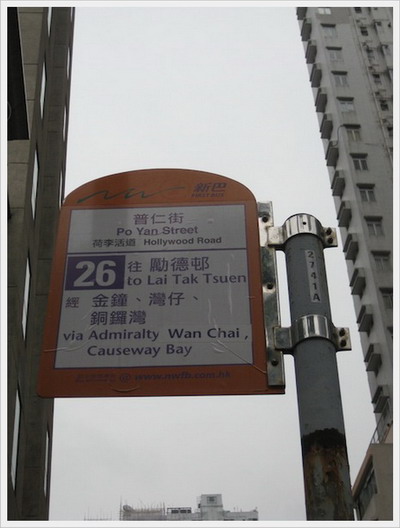 新巴
FIRST BUS
普仁街
Po Yan Street
荷李活道 Hollywood Road
26 往 勵德邨
to Lai Tak Tsuen
經 金鐘、灣仔、
銅鑼灣
via Admiralty Wan Chai ,
Causeway Bay
www.nwfb.com.hk
2741A